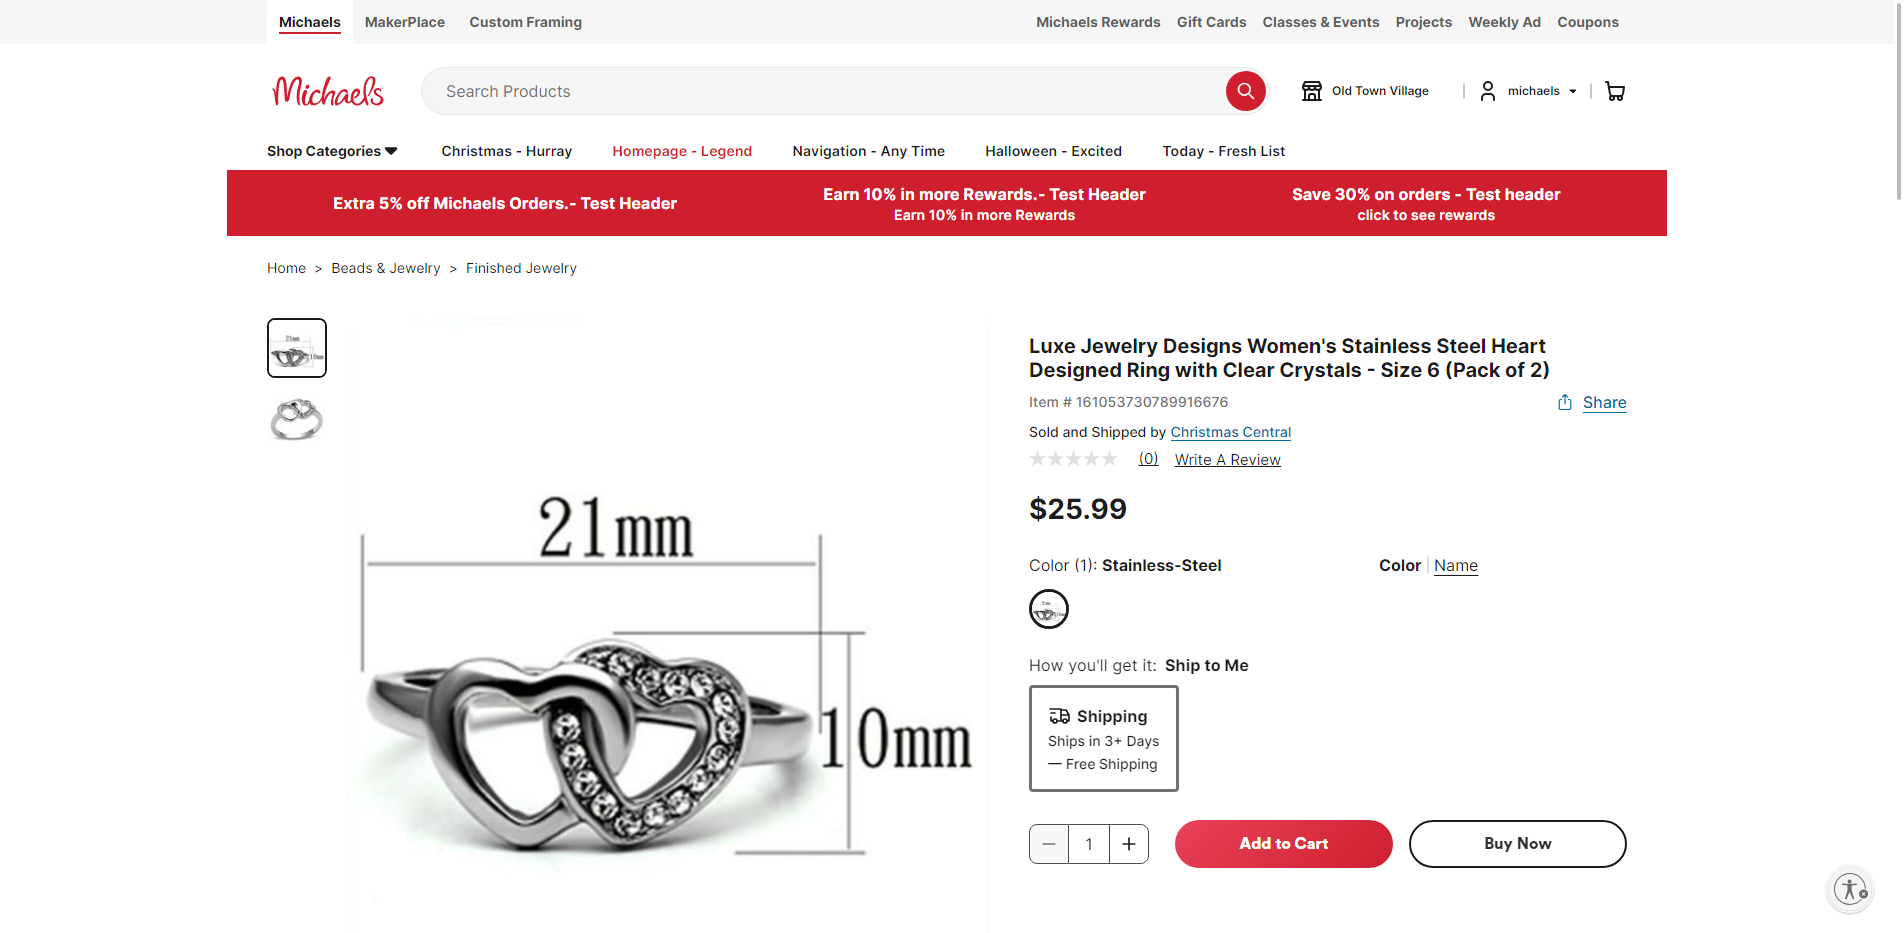 Michaels
MakerPlace
Custom Framing
Michaels Rewards
Gift Cards
Classes & Events
Projects
Weekly Ad
Coupons
Michaels
Search Products
Old Town Village
michaels
Shop Categories
Christmas - Hurray
Homepage - Legend
Navigation - Any Time
Halloween - Excited
Today - Fresh List
Extra 5% off Michaels Orders.- Test Header
Earn 10% in more Rewards.- Test Header
Earn 10% in more Rewards
Save 30% on orders - Test header
click to see rewards
Home > Beads & Jewelry > Finished Jewelry
21mm
10mm
21mm
10mm
Luxe Jewelry Designs Women's Stainless Steel Heart
Designed Ring with Clear Crystals - Size 6 (Pack of 2)
Item # 161053730789916676
Share
Sold and Shipped by Christmas Central
(0) Write A Review
$25.99
Color (1): Stainless-Steel
Color | Name
How you'll get it: Ship to Me
Shipping
Ships in 3+ Days
— Free Shipping
1
Add to Cart
Buy Now